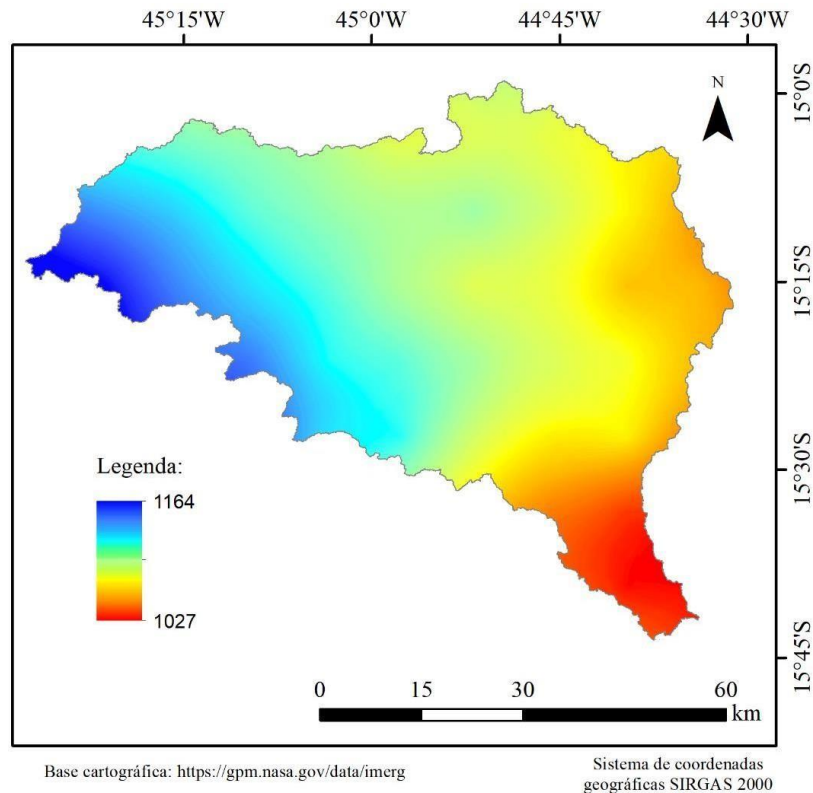 45°15'W 45°0'W 44°45'W 44°30'W
N
15°0'S
15°15'S
15°30'S
15°45'S
Legenda:
1164
1027
0 15 30 60
km
Base cartográfica: https://gpm.nasa.gov/data/imerg
Sistema de coordenadas
geográficas SIRGAS 2000